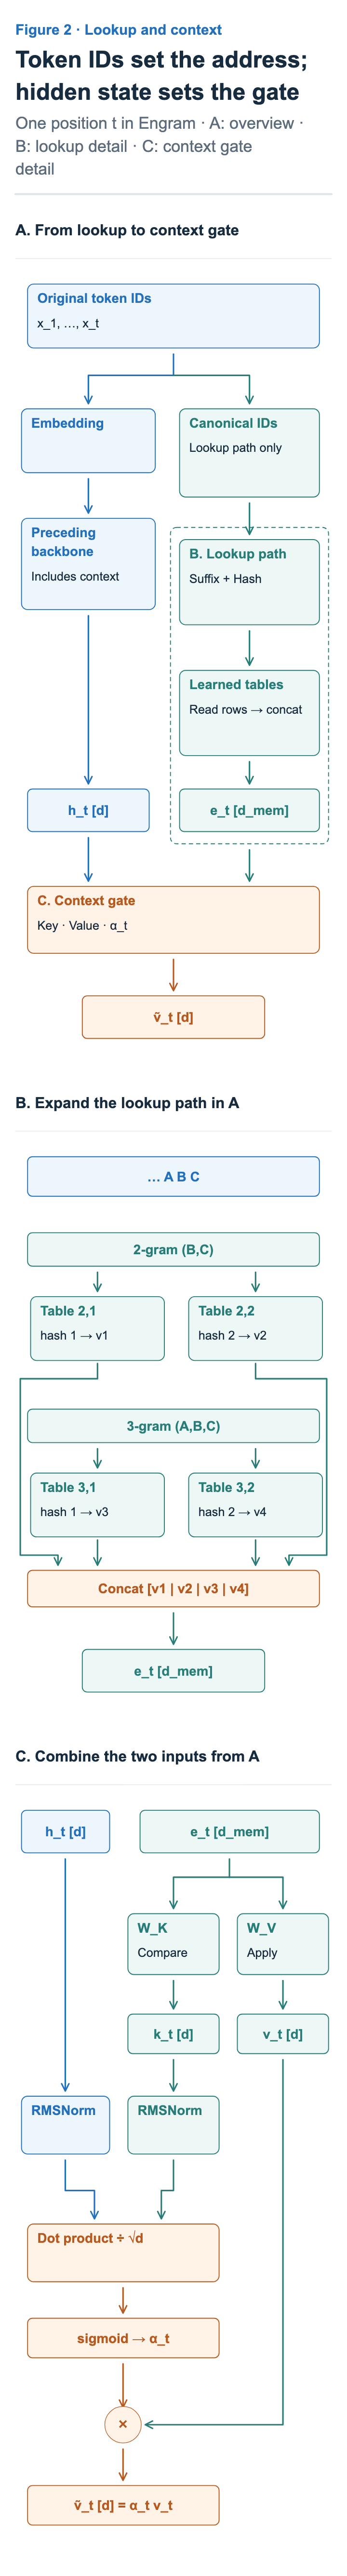 Figure 2 · Lookup and context
Token IDs set the address;
hidden state sets the gate
One position t in Engram · A: overview ·
B: lookup detail · C: context gate
detail
A. From lookup to context gate
Original token IDs
x_1, …, x_t
Embedding
Canonical IDs
Lookup path only
Preceding
backbone
Includes context
B. Lookup path
Suffix + Hash
Learned tables
Read rows → concat
h_t [d]
e_t [d_mem]
C. Context gate
Key · Value · α_t
ṽ_t [d]
B. Expand the lookup path in A
… A B C
2-gram (B,C)
Table 2,1
hash 1 → v1
Table 2,2
hash 2 → v2
3-gram (A,B,C)
Table 3,1
hash 1 → v3
Table 3,2
hash 2 → v4
Concat [v1 | v2 | v3 | v4]
e_t [d_mem]
C. Combine the two inputs from A
h_t [d]
e_t [d_mem]
W_K
Compare
W_V
Apply
k_t [d]
v_t [d]
RMSNorm
RMSNorm
Dot product ÷ √d
sigmoid → α_t
×
ṽ_t [d] = α_t v_t